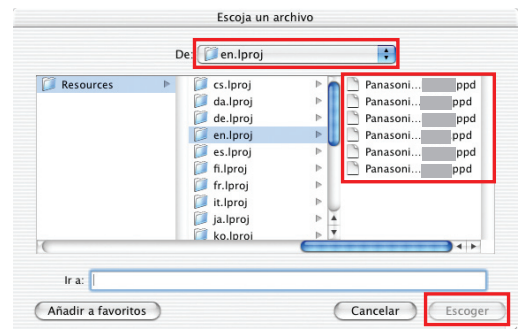 Escoja un archivo
De: en.lproj
Resources
cs.lproj
da.lproj
de.lproj
en.lproj
es.lproj
fi.lproj
fr.lproj
it.lproj
ja.lproj
ko.lproj
Panasoni... ppd
Panasoni... ppd
Panasoni... ppd
Panasoni... ppd
Panasoni... ppd
Panasoni... ppd
Ir a:
Añadir a favoritos
Cancelar
Escoger